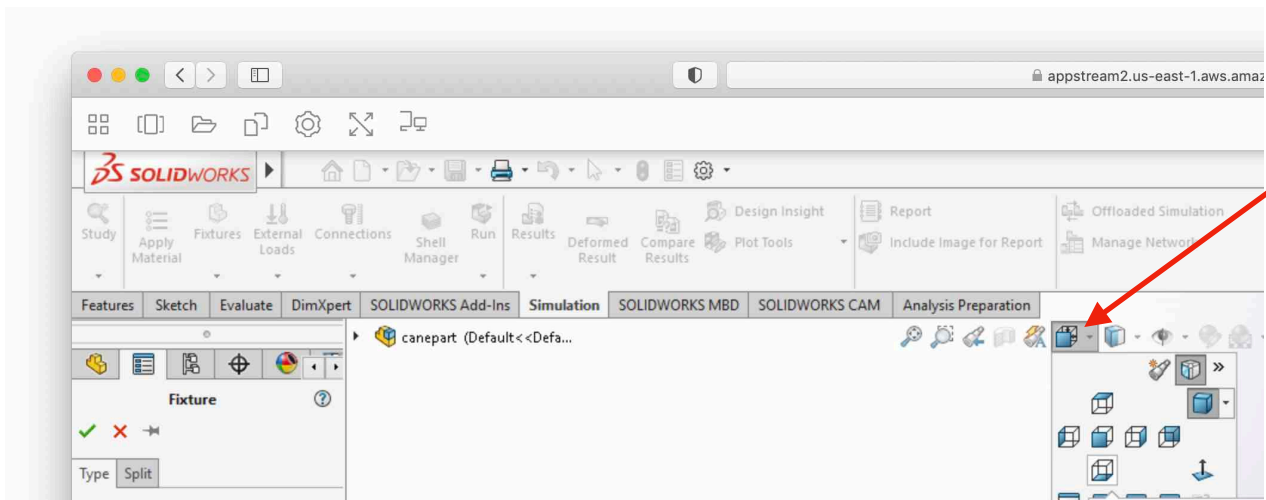 appstream2.us-east-1.aws.amaz
SOLIDWORKS
Study
Apply Material
Fixtures
External Loads
Connections
Shell Manager
Run
Results
Deformed Result
Compare Results
Design Insight
Plot Tools
Report
Include Image for Report
Offloaded Simulation
Manage Network
Features
Sketch
Evaluate
DimXpert
SOLIDWORKS Add-Ins
Simulation
SOLIDWORKS MBD
SOLIDWORKS CAM
Analysis Preparation
canepart (Default<<Defa...
Fixture
Type
Split